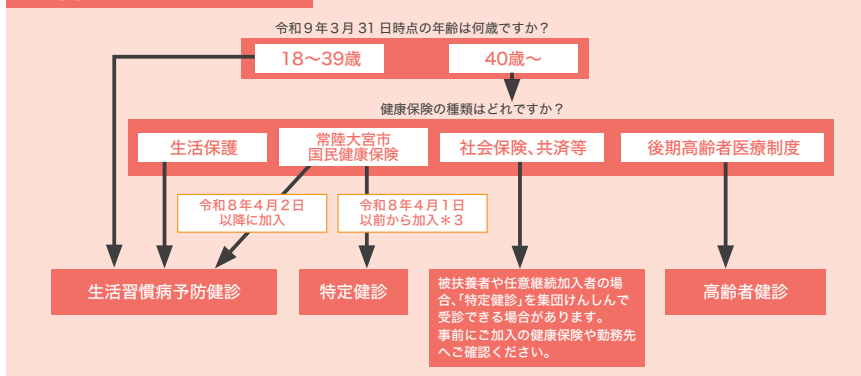 令和９年３月31日時点の年齢は何歳ですか？
18～39歳
40歳～
健康保険の種類はどれですか？
生活保護
常陸大宮市
国民健康保険
社会保険、共済等
後期高齢者医療制度
令和８年４月２日
以降に加入
令和８年４月１日
以前から加入＊３
生活習慣病予防健診
特定健診
被扶養者や任意継続加入者の場
合、「特定健診」を集団けんしんで
受診できる場合があります。
事前にご加入の健康保険や勤務先
へご確認ください。
高齢者健診